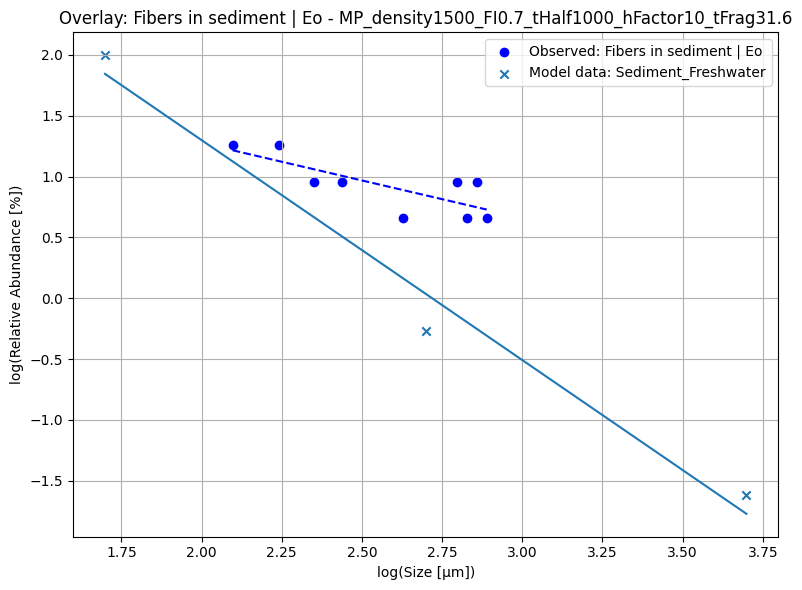 Overlay: Fibers in sediment | Eo - MP_density1500_FI0.7_tHalf1000_hFactor10_tFrag31.6
Observed: Fibers in sediment | Eo
Model data: Sediment_Freshwater
log(Relative Abundance [%])
2.0
1.5
1.0
0.5
0.0
−0.5
−1.0
−1.5
1.75 2.00 2.25 2.50 2.75 3.00 3.25 3.50 3.75
log(Size [μm])